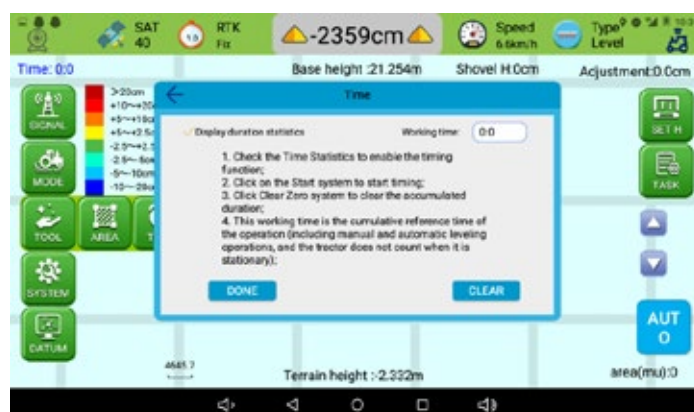 SAT
40
RTK
Fix
-2359cm
Speed
6.6km/h
Type
Level
Time: 0:0
Base height :21.254m
Shovel H:0cm
Adjustment:0.0cm
SIGNAL
MODE
TOOL
SYSTEM
DATUM
AREA
>20cm
Time
Display duration statistics
Working time:
0:0
1. Check the Time Statistics to enable the timing
function;
2. Click on the Start system to start timing;
3. Click Clear Zero system to clear the accumulated
duration;
4. This working time is the cumulative reference time of
the operation (including manual and automatic leveling
operations, and the tractor does not count when it is
stationary);
DONE
CLEAR
SET H
TASK
AUT
O
4645.7
Terrain height :-2.332m
area(mu):0